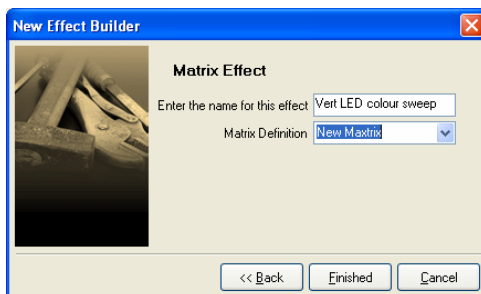 New Effect Builder
Matrix Effect
Enter the name for this effect Vert LED colour sweep
Matrix Definition New Maxtrix
<< Back Finished Cancel